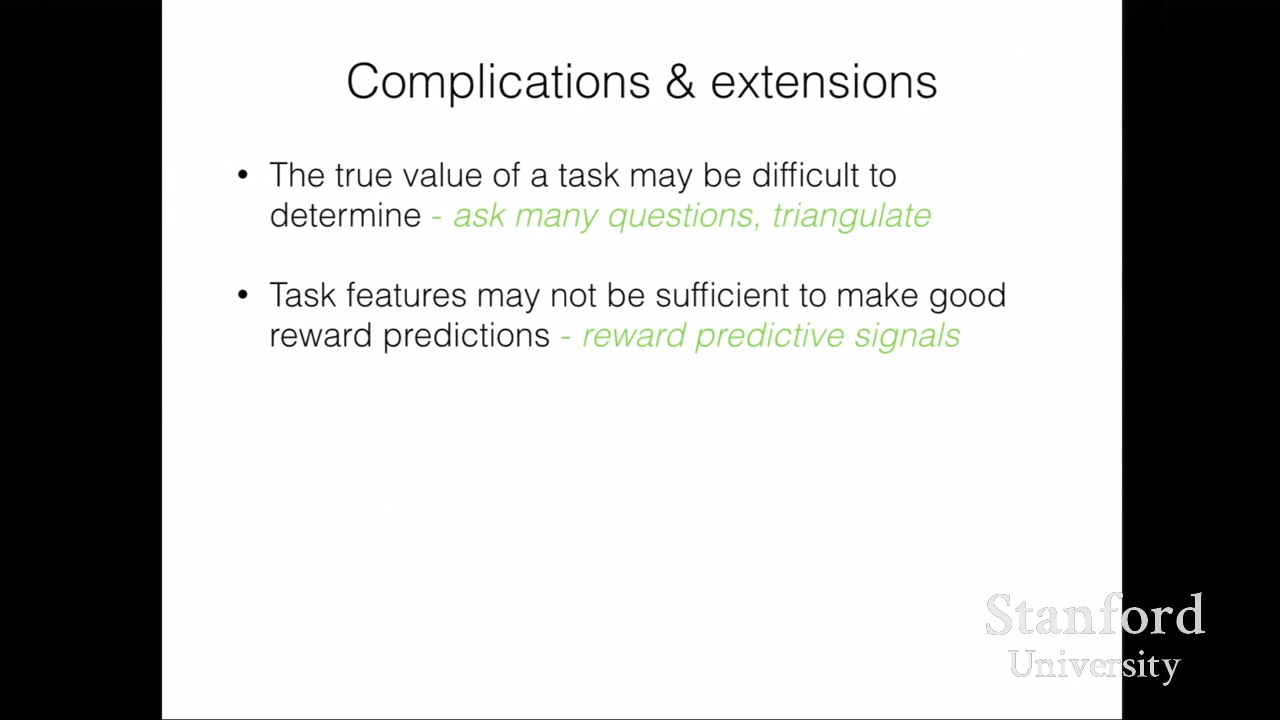 Complications & extensions
• The true value of a task may be difficult to
determine - ask many questions, triangulate
• Task features may not be sufficient to make good
reward predictions - reward predictive signals
Stanford
University